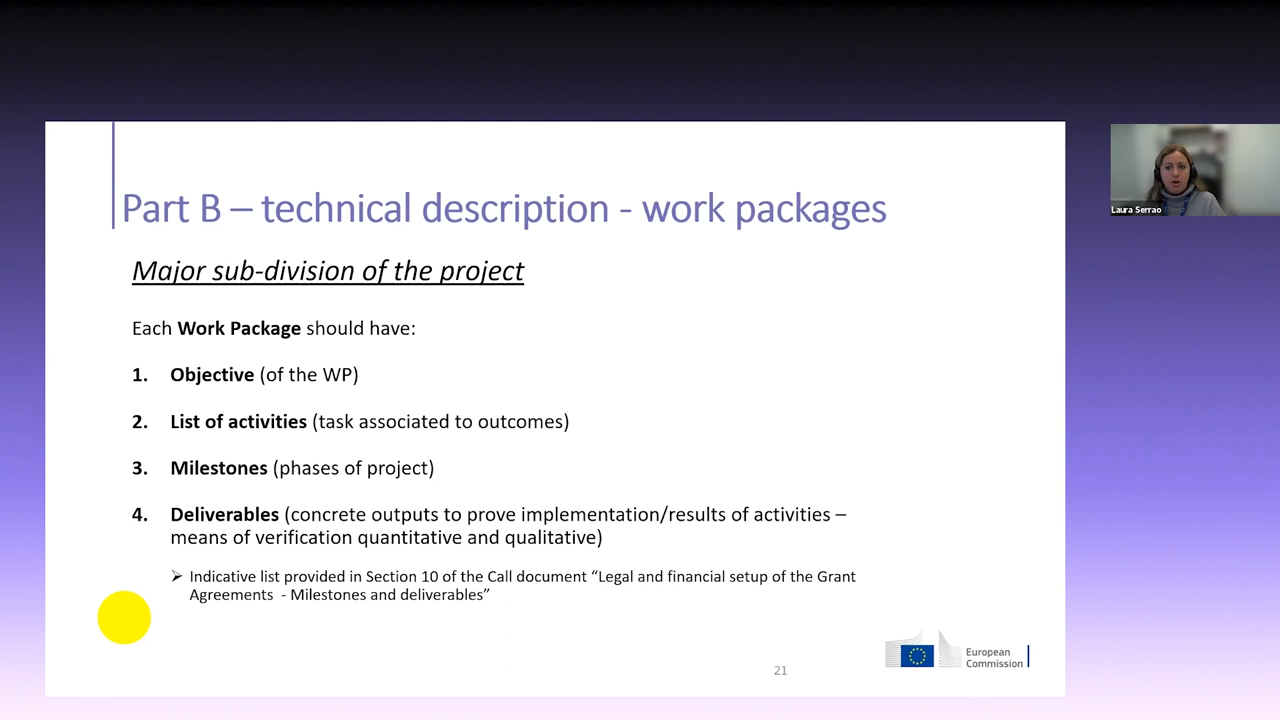 Part B – technical description - work packages
Major sub-division of the project
Each Work Package should have:
1. Objective (of the WP)
2. List of activities (task associated to outcomes)
3. Milestones (phases of project)
4. Deliverables (concrete outputs to prove implementation/results of activities –
means of verification quantitative and qualitative)
➢ Indicative list provided in Section 10 of the Call document “Legal and financial setup of the Grant
Agreements - Milestones and deliverables”
21
European
Commission
Laura Serrao